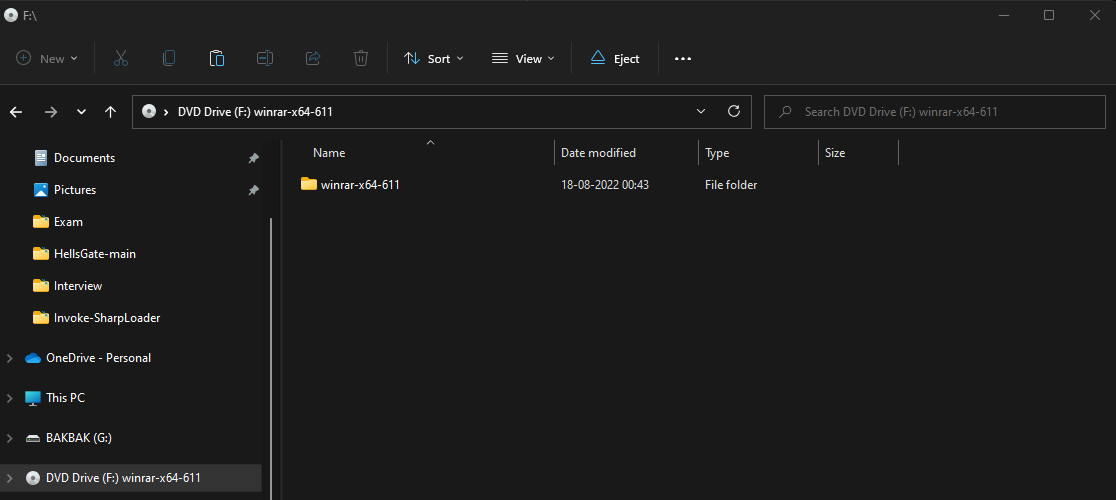 F:\
New
Sort
View
Eject
DVD Drive (F:) winrar-x64-611
Search DVD Drive (F:) winrar-x64-611
Documents
Pictures
Exam
HellsGate-main
Interview
Invoke-SharpLoader
OneDrive - Personal
This PC
BAKBAK (G:)
DVD Drive (F:) winrar-x64-611
Name Date modified Type Size
winrar-x64-611 18-08-2022 00:43 File folder